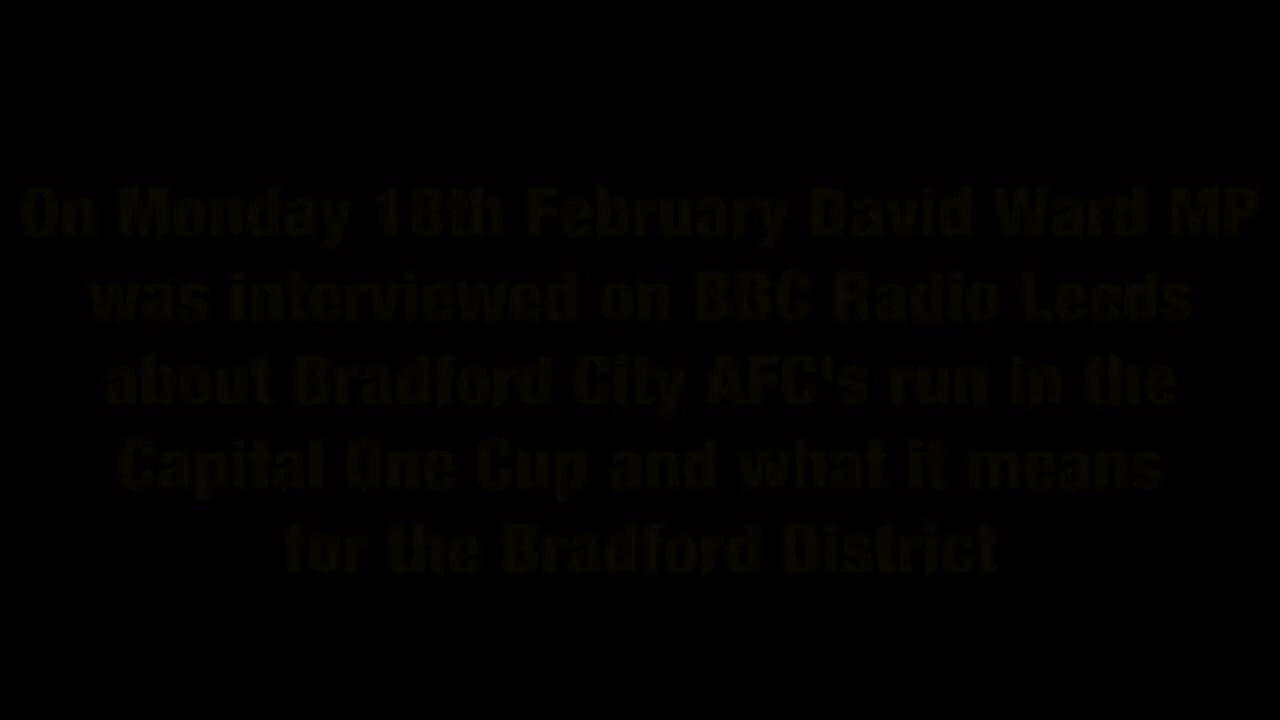 On Monday 18th February David Ward MP
was interviewed on BBC Radio Leeds
about Bradford City AFC's run in the
Capital One Cup and what it means
for the Bradford District